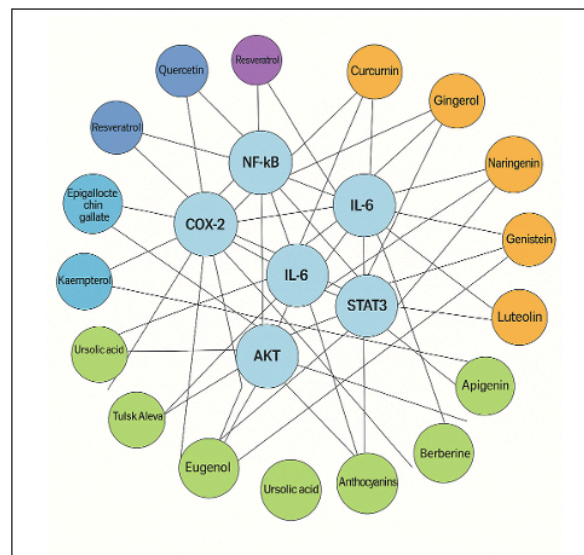 Resveratrol
Quercetin
Curcumin
Gingerol
Resveratrol
NF-kB
Naringenin
Epigallocte
chin
gallate
COX-2
IL-6
Genistein
Kaempterol
IL-6
STAT3
Luteolin
Ursolic acid
AKT
Apigenin
Tulsk Aleva
Eugenol
Berberine
Ursolic acid
Anthocyanins